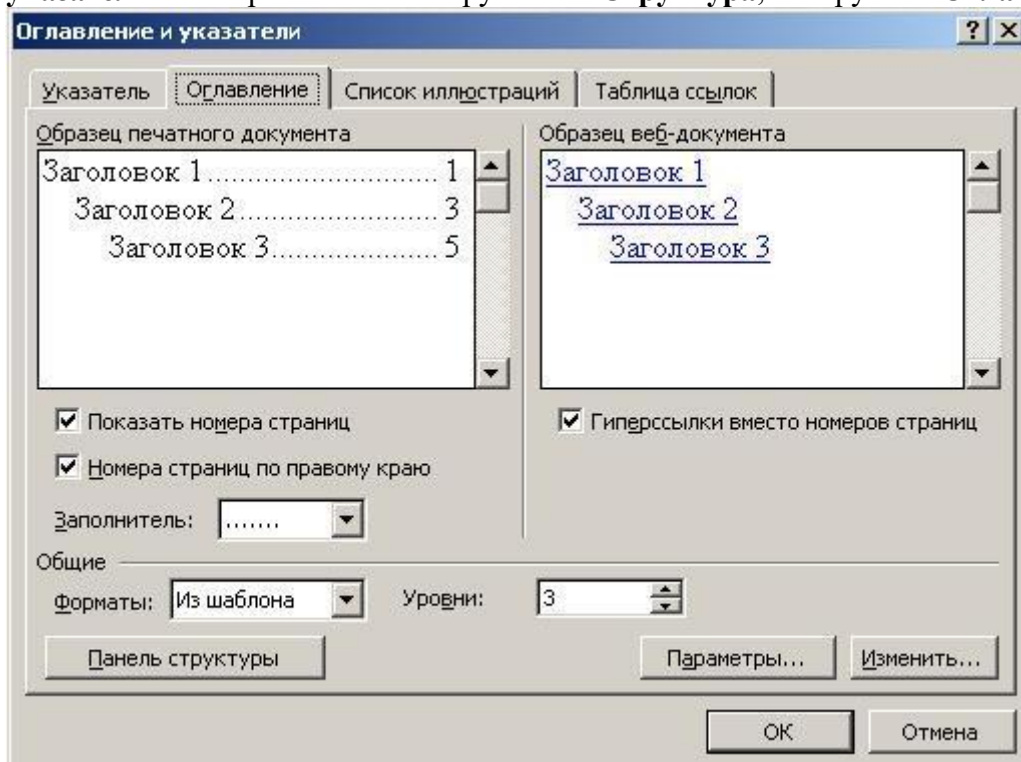 Структура,
Оглавление и указатели
Указатель Оглавление Список иллюстраций Таблица ссылок
Образец печатного документа Образец веб-документа
Заголовок 1.............................. 1
Заголовок 2.......................... 3
Заголовок 3...................... 5
Заголовок 1
Заголовок 2
Заголовок 3
Показать номера страниц
Номера страниц по правому краю
Заполнитель: .......
Гиперссылки вместо номеров страниц
Общие
Форматы: Из шаблона Уровни: 3
Панель структуры Параметры... Изменить...
ОК Отмена